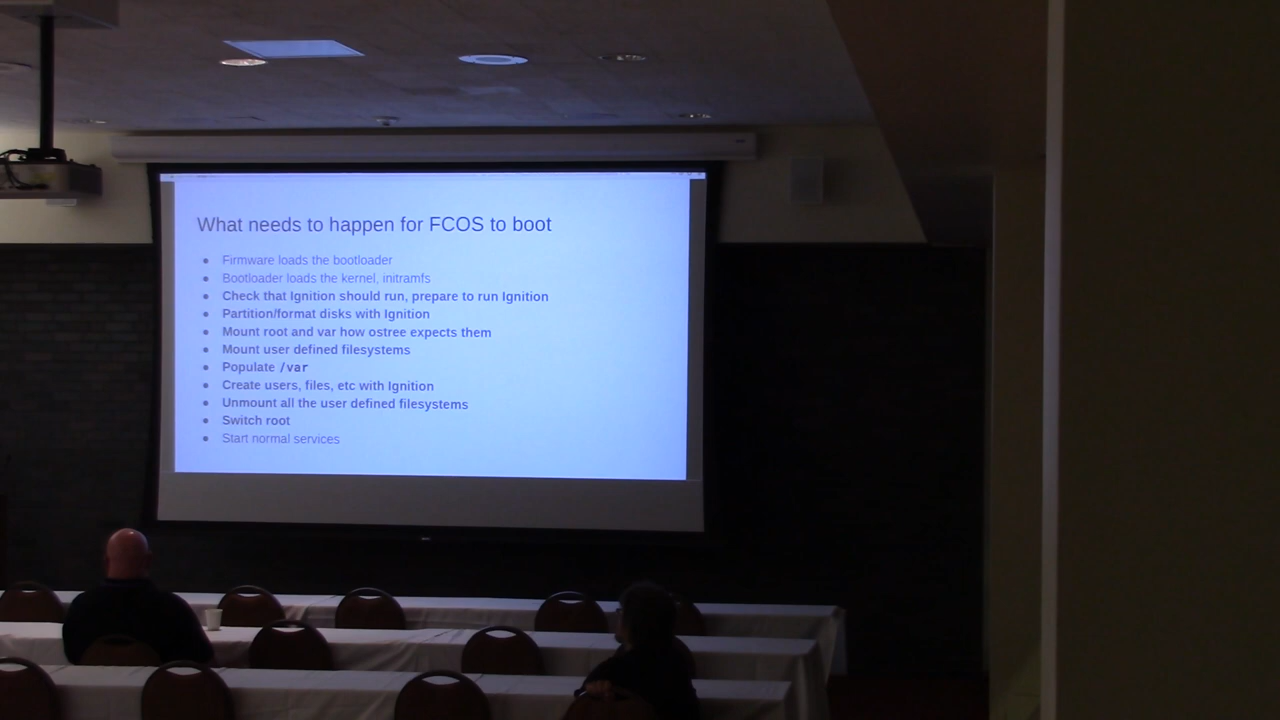 What needs to happen for FCOS to boot
● Firmware loads the bootloader
● Bootloader loads the kernel, initramfs
● Check that Ignition should run, prepare to run Ignition
● Partition/format disks with Ignition
● Mount root and var how ostree expects them
● Mount user defined filesystems
● Populate /var
● Create users, files, etc with Ignition
● Unmount all the user defined filesystems
● Switch root
● Start normal services